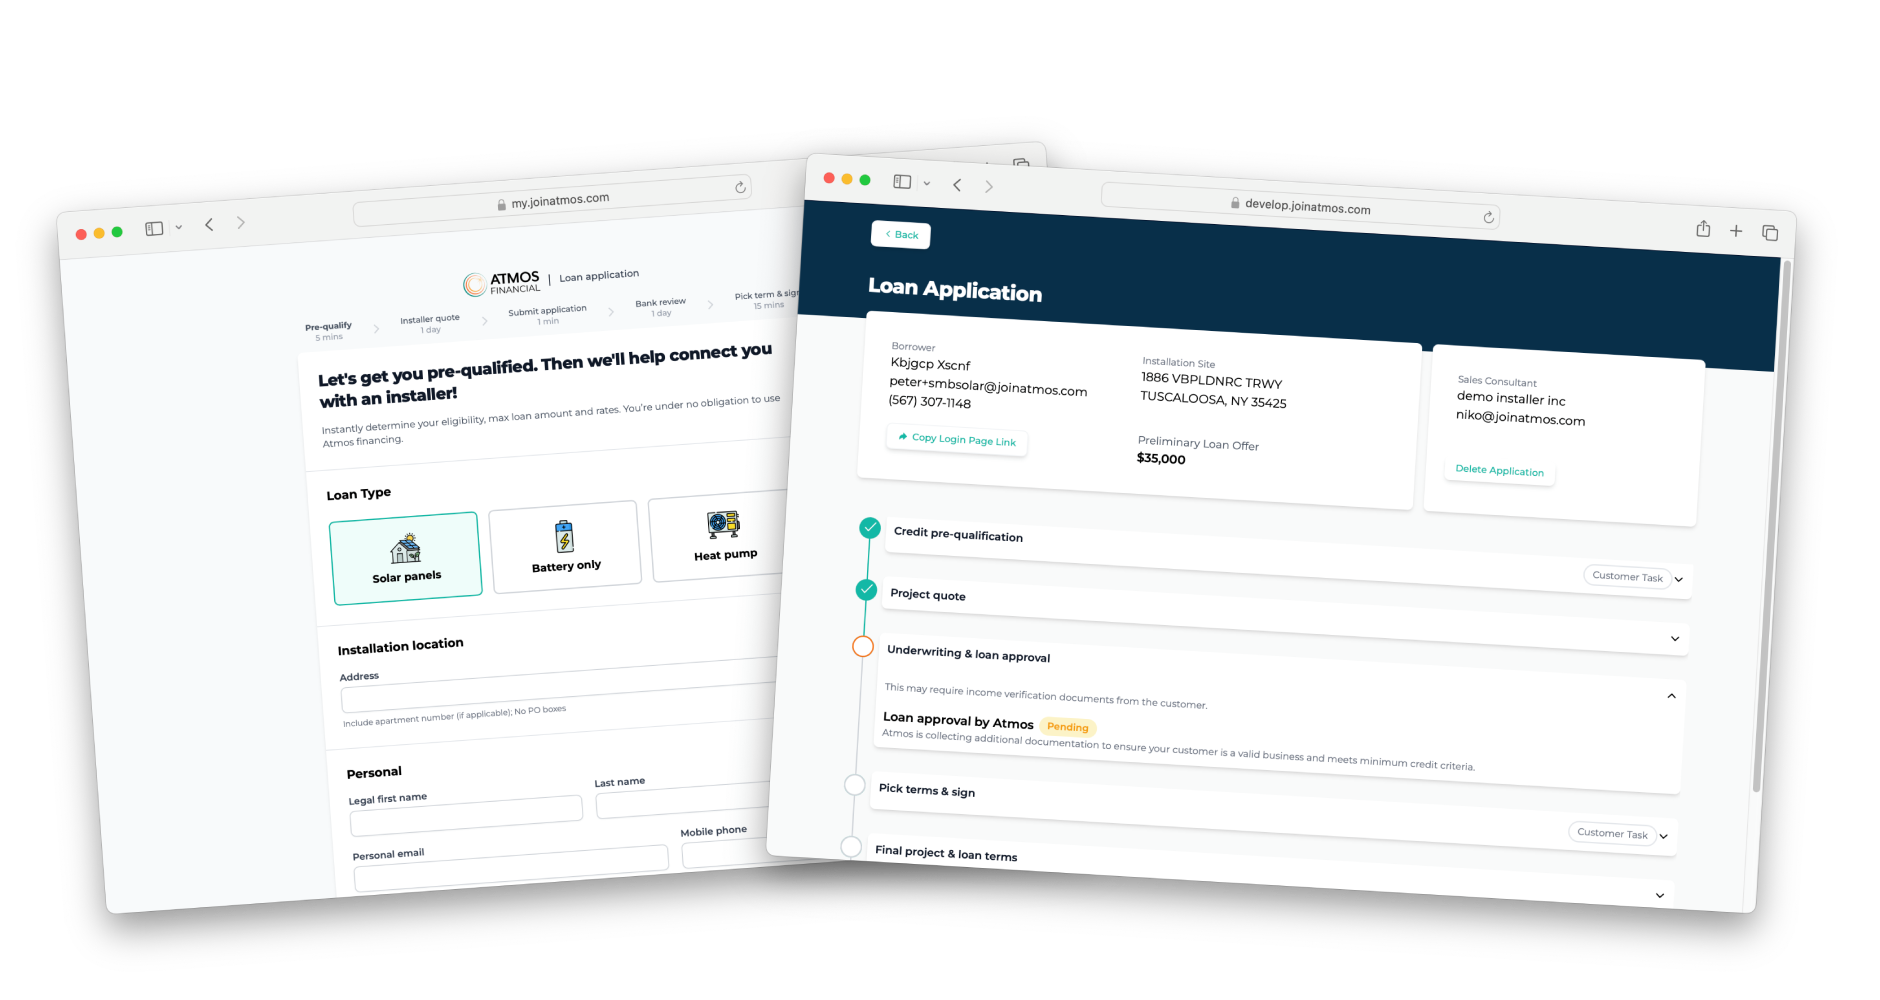 my.joinatmos.com
ATMOS
FINANCIAL
| Loan application
Pre-qualify
5 mins
Installer quote
1 day
Submit application
1 min
Bank review
1 day
Pick term & sign
15 mins
Let's get you pre-qualified. Then we'll help connect you
with an installer!
Instantly determine your eligibility, max loan amount and rates. You're under no obligation to use
Atmos financing.
Loan Type
Solar panels
Battery only
Heat pump
Installation location
Address
Include apartment number (if applicable); No PO boxes
Personal
Legal first name
Last name
Personal email
Mobile phone
develop.joinatmos.com
Back
Loan Application
Borrower
Kbjgcp Xscnf
peter+smbsolar@joinatmos.com
(567) 307-1148
Copy Login Page Link
Installation Site
1886 VBPLDNRC TRWY
TUSCALOOSA, NY 35425
Preliminary Loan Offer
$35,000
Sales Consultant
demo installer inc
niko@joinatmos.com
Delete Application
Credit pre-qualification
Customer Task
Project quote
Underwriting & loan approval
This may require income verification documents from the customer.
Loan approval by Atmos Pending
Atmos is collecting additional documentation to ensure your customer is a valid business and meets minimum credit criteria.
Pick terms & sign
Customer Task
Final project & loan terms